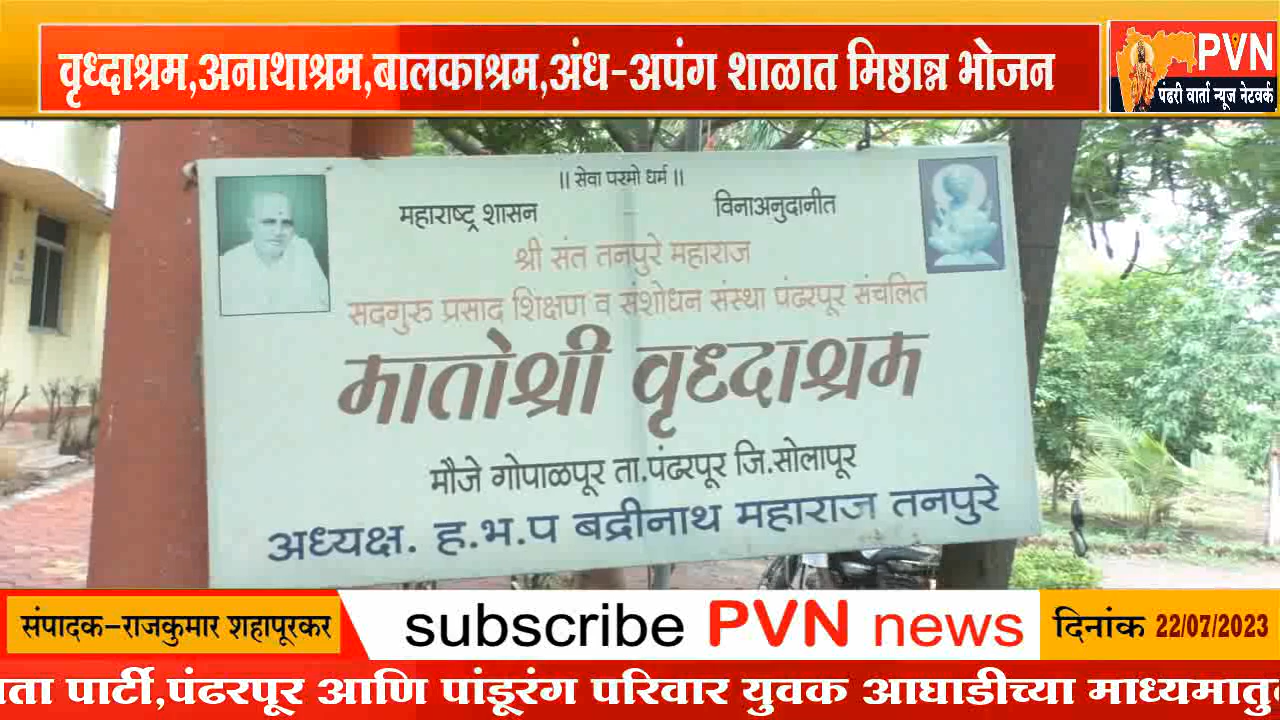 वृध्दाश्रम,अनाथाश्रम,बालकाश्रम,अंध-अपंग शाळात मिष्ठान्न भोजन
PVN
पंढरी वार्ता न्यूज नेटवर्क
|| सेवा परमो धर्म ||
महाराष्ट्र शासन
विनाअनुदानीत
श्री संत तनपुरे महाराज
सदगुरु प्रसाद शिक्षण व संशोधन संस्था पंढरपूर संचलित
मातोश्री वृध्दाश्रम
मौजे गोपाळपूर ता.पंढरपूर जि.सोलापूर
अध्यक्ष. ह.भ.प बद्रीनाथ महाराज तनपुरे
संपादक-राजकुमार शहापूरकर
subscribe PVN news
दिनांक 22/07/2023
पार्टी,पंढरपूर आणि पांडूरंग परिवार युवक आघाडीच्या